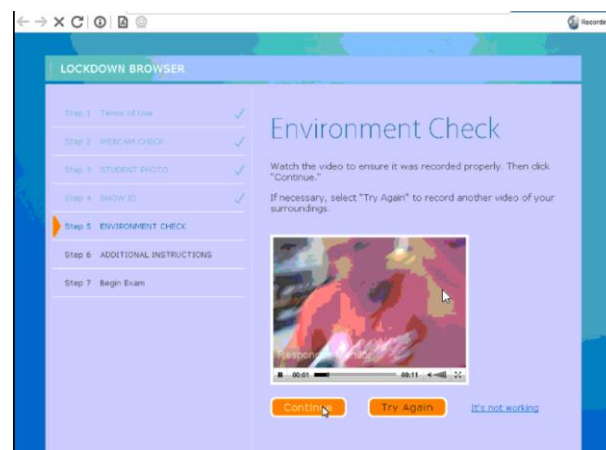 Recordin
LOCKDOWN BROWSER
Step 1 Terms of Use
Step 2 WEBCAM CHECK
Step 3 STUDENT PHOTO
Step 4 SHOW ID
Step 5 ENVIRONMENT CHECK
Step 6 ADDITIONAL INSTRUCTIONS
Step 7 Begin Exam
Environment Check
Watch the video to ensure it was recorded properly. Then click
"Continue."
If necessary, select "Try Again" to record another video of your
surroundings.
00:01 00:11
Continue Try Again It's not working